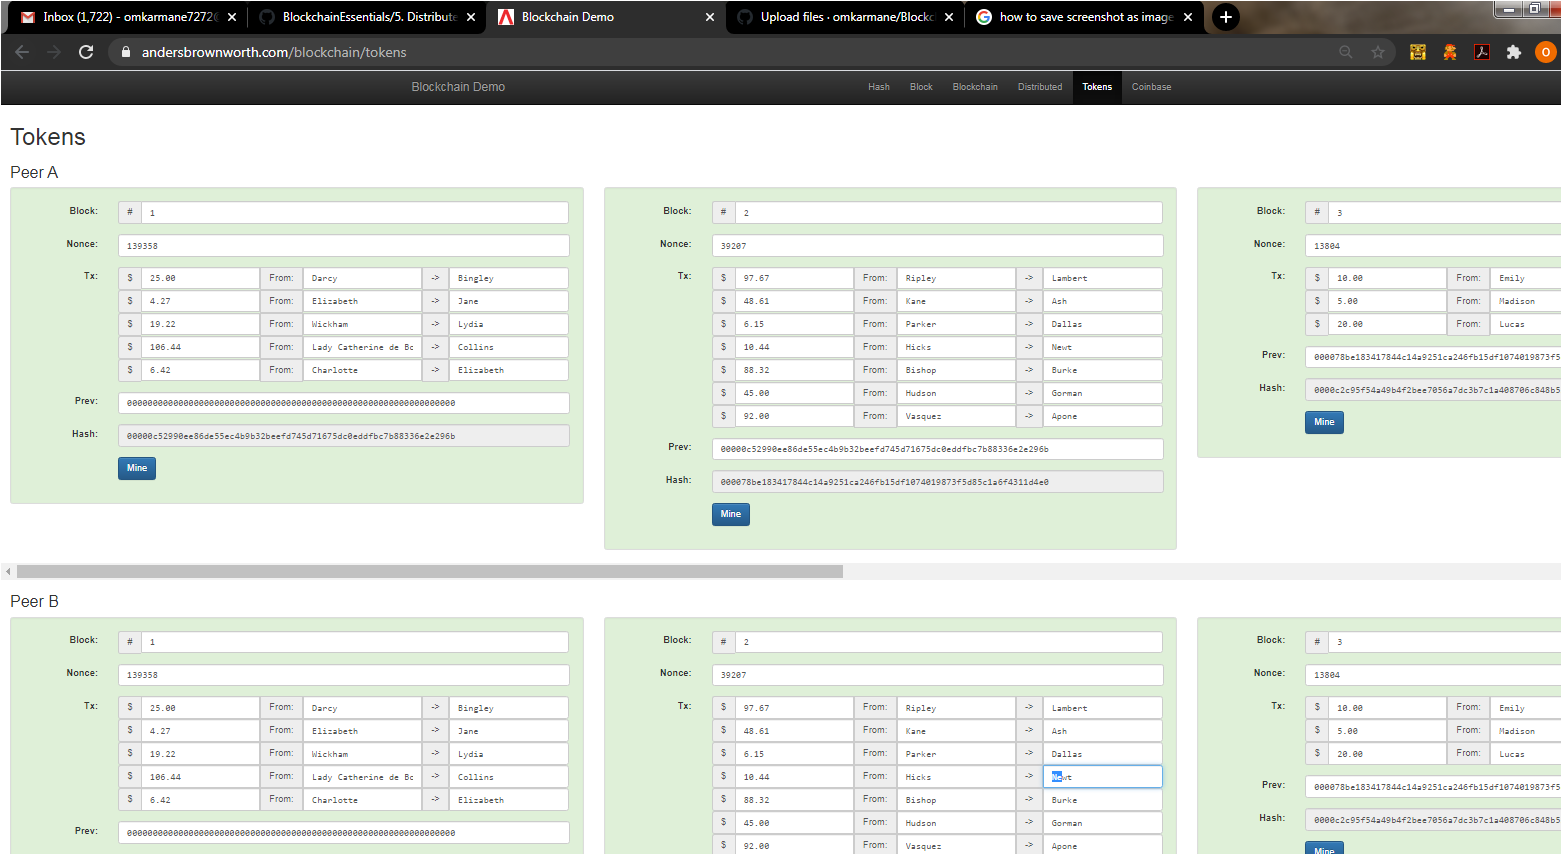 Inbox (1,722) - omkarmane7272@ BlockchainEssentials/5. Distribute Blockchain Demo Upload files · omkarmane/Blockc how to save screenshot as image
andersbrownworth.com/blockchain/tokens O
Blockchain Demo Hash Block Blockchain Distributed Tokens Coinbase
Tokens
Peer A
Block: # 1
Nonce: 139358
Tx: $ 25.00 From: Darcy -> Bingley
$ 4.27 From: Elizabeth -> Jane
$ 19.22 From: Wickham -> Lydia
$ 106.44 From: Lady Catherine de Bo -> Collins
$ 6.42 From: Charlotte -> Elizabeth
Prev: 0000000000000000000000000000000000000000000000000000000000000000
Hash: 00000c52990ee86de55ec4b9b32beefd745d71675dc0eddfbc7b88336e2e296b
Mine
Block: # 2
Nonce: 39207
Tx: $ 97.67 From: Ripley -> Lambert
$ 48.61 From: Kane -> Ash
$ 6.15 From: Parker -> Dallas
$ 10.44 From: Hicks -> Newt
$ 88.32 From: Bishop -> Burke
$ 45.00 From: Hudson -> Gorman
$ 92.00 From: Vasquez -> Apone
Prev: 00000c52990ee86de55ec4b9b32beefd745d71675dc0eddfbc7b88336e2e296b
Hash: 000078be183417844c14a9251ca246fb15df1074019873f5d85c1a6f4311d4e0
Mine
Block: # 3
Nonce: 13804
Tx: $ 10.00 From: Emily
$ 5.00 From: Madison
$ 20.00 From: Lucas
Prev: 000078be183417844c14a9251ca246fb15df1074019873f5
Hash: 0000c2c95f54a49b4f2bee7056a7dc3b7c1a408706c848b5
Mine
Peer B
Block: # 1
Nonce: 139358
Tx: $ 25.00 From: Darcy -> Bingley
$ 4.27 From: Elizabeth -> Jane
$ 19.22 From: Wickham -> Lydia
$ 106.44 From: Lady Catherine de Bo -> Collins
$ 6.42 From: Charlotte -> Elizabeth
Prev: 0000000000000000000000000000000000000000000000000000000000000000
Block: # 2
Nonce: 39207
Tx: $ 97.67 From: Ripley -> Lambert
$ 48.61 From: Kane -> Ash
$ 6.15 From: Parker -> Dallas
$ 10.44 From: Hicks -> Newt
$ 88.32 From: Bishop -> Burke
$ 45.00 From: Hudson -> Gorman
$ 92.00 From: Vasquez -> Apone
Block: # 3
Nonce: 13804
Tx: $ 10.00 From: Emily
$ 5.00 From: Madison
$ 20.00 From: Lucas
Prev: 000078be183417844c14a9251ca246fb15df1074019873f5
Hash: 0000c2c95f54a49b4f2bee7056a7dc3b7c1a408706c848b5
Mine